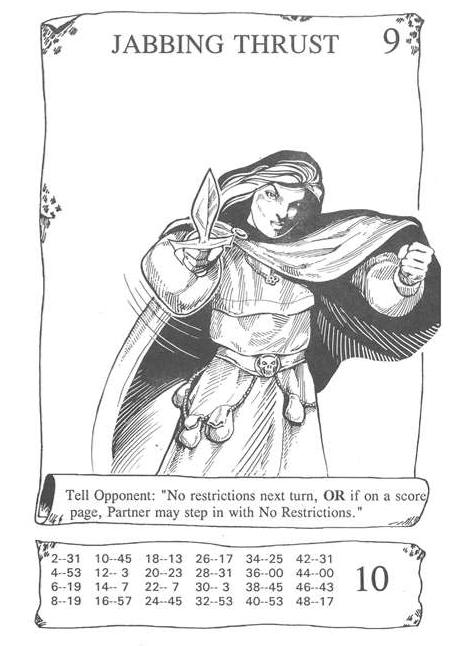 JABBING THRUST 9
Tell Opponent: "No restrictions next turn, OR if on a score
page, Partner may step in with No Restrictions."
2--31 10--45 18--13 26--17 34--25 42--31
4--53 12-- 3 20--23 28--31 36--00 44--00
6--19 14-- 7 22-- 7 30-- 3 38--45 46--43
8--19 16--57 24--45 32--53 40--53 48--17
10